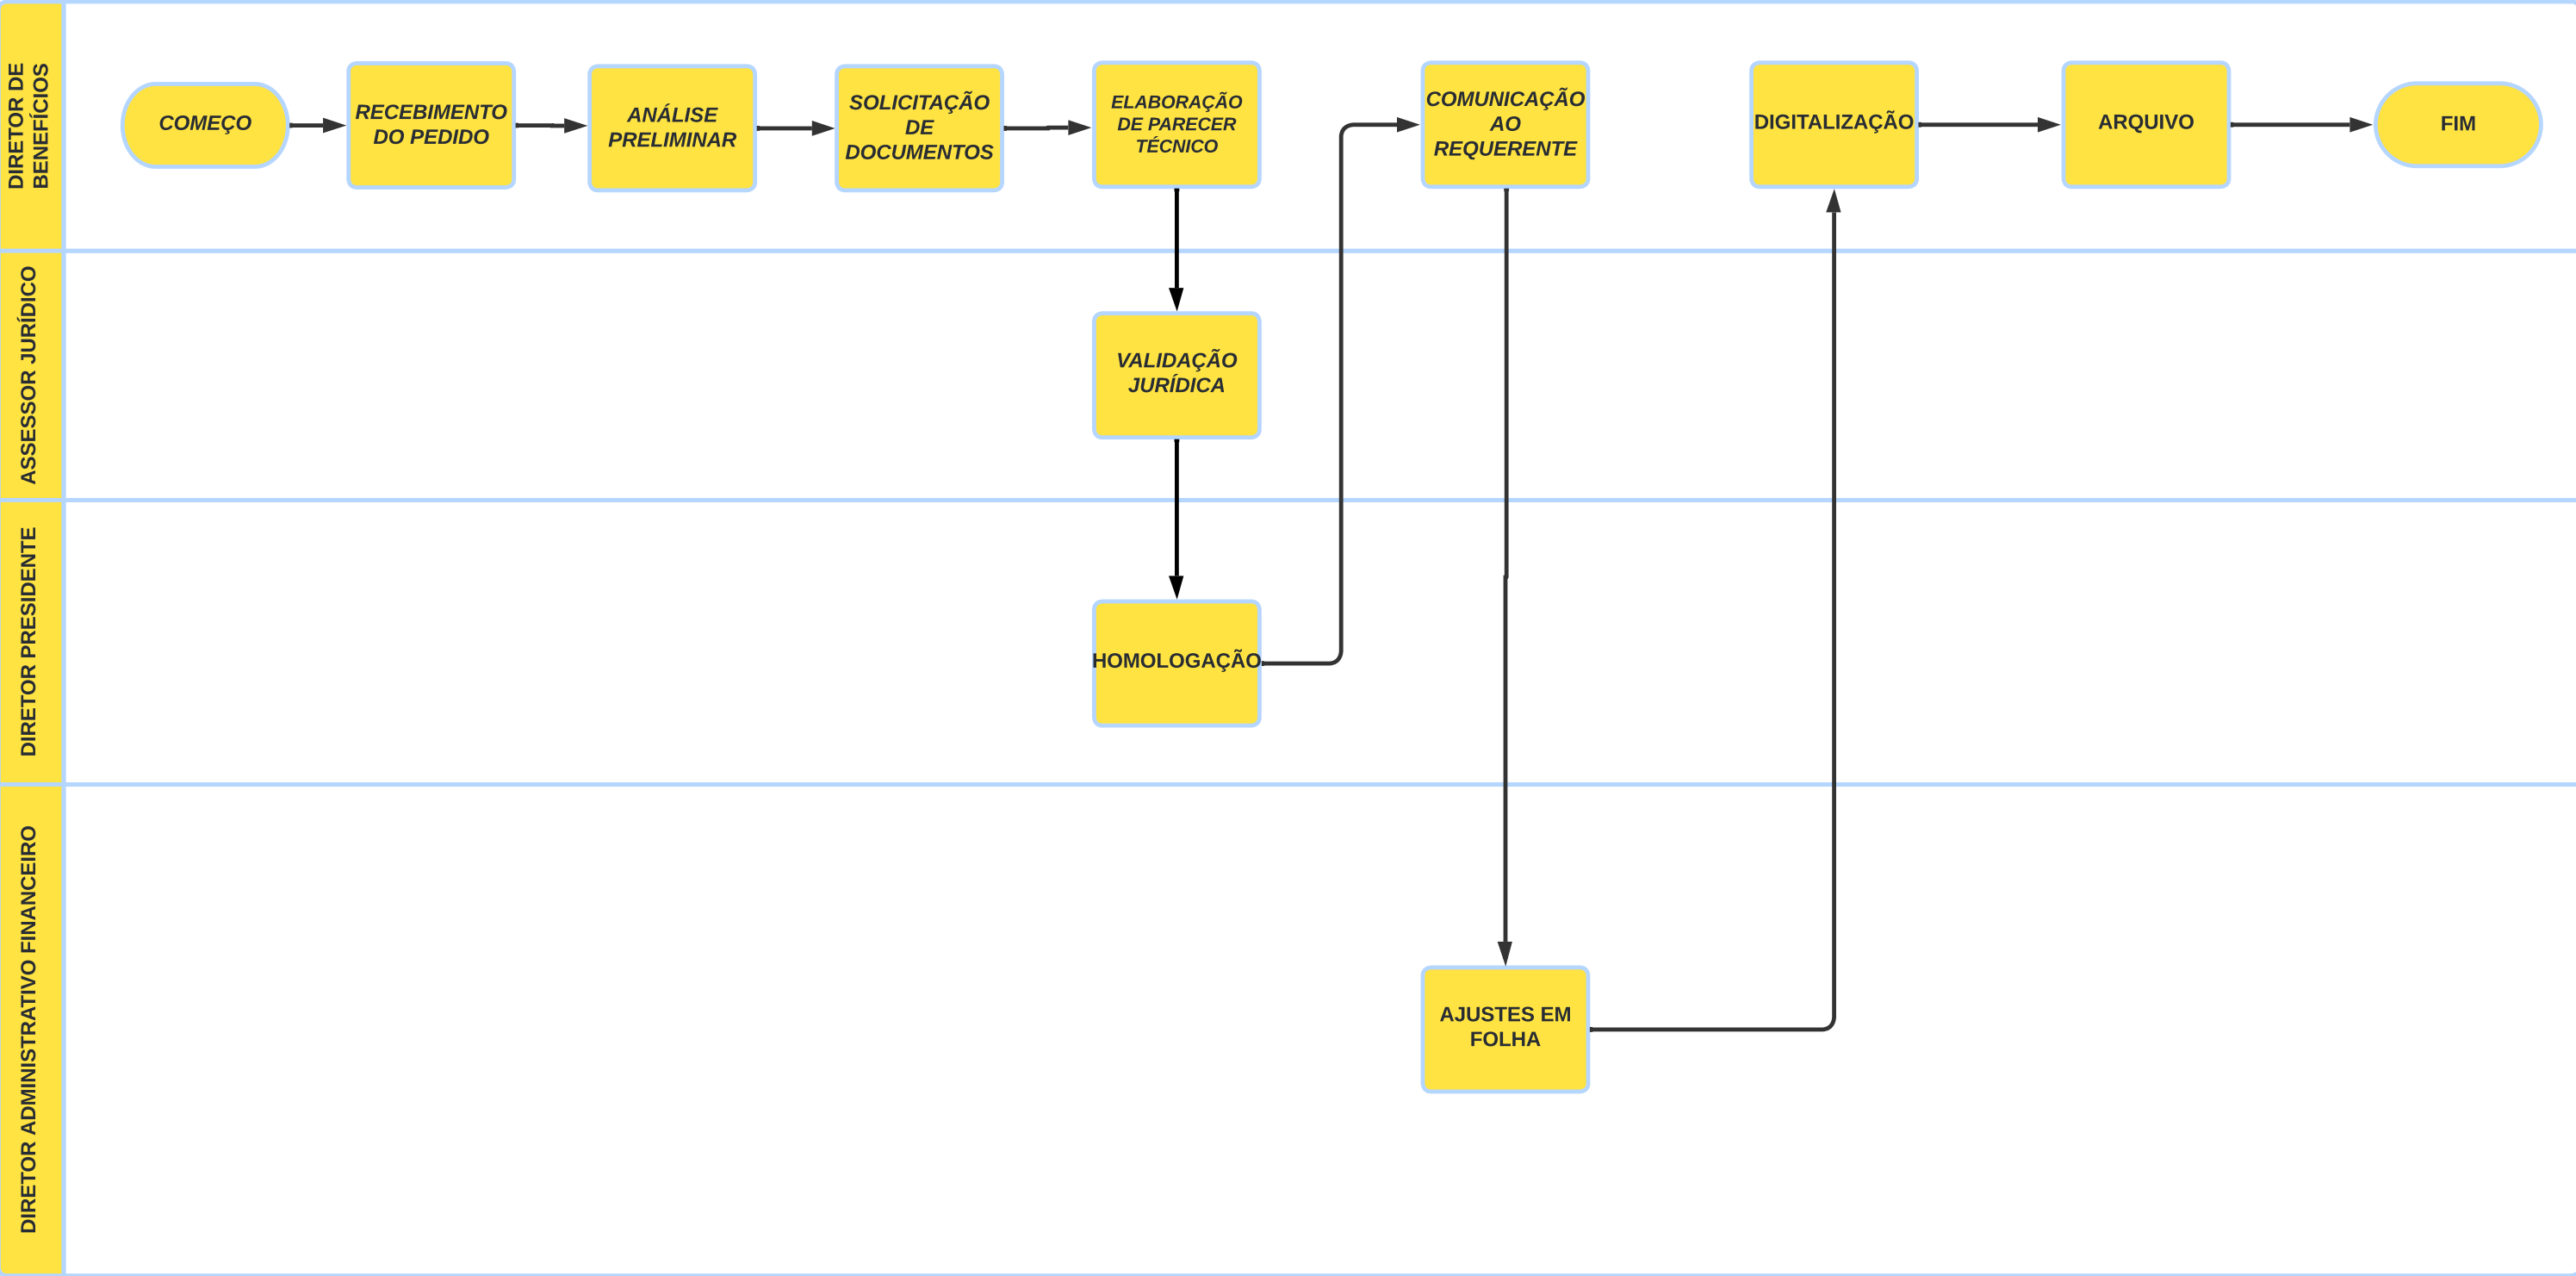 DIRETOR DE
BENEFÍCIOS
COMEÇO
RECEBIMENTO
DO PEDIDO
ANÁLISE
PRELIMINAR
SOLICITAÇÃO
DE
DOCUMENTOS
ELABORAÇÃO
DE PARECER
TÉCNICO
COMUNICAÇÃO
AO
REQUERENTE
DIGITALIZAÇÃO
ARQUIVO
FIM
ASSESSOR JURÍDICO
VALIDAÇÃO
JURÍDICA
DIRETOR PRESIDENTE
HOMOLOGAÇÃO
DIRETOR ADMINISTRATIVO FINANCEIRO
AJUSTES EM
FOLHA